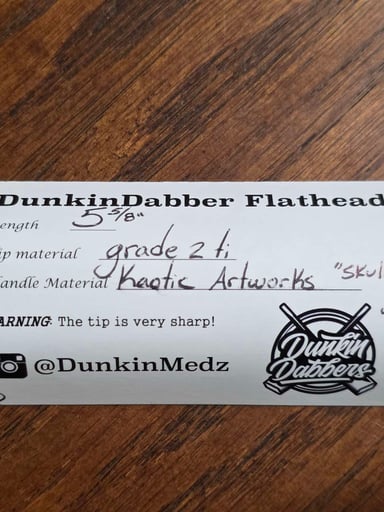 DunkinDabber Flathead
ength 5 5/8"
ip material grade 2 ti
andle Material Kaotic Artworks "Skul
ARNING: The tip is very sharp!
@DunkinMedz
Dunkin
Dabbers